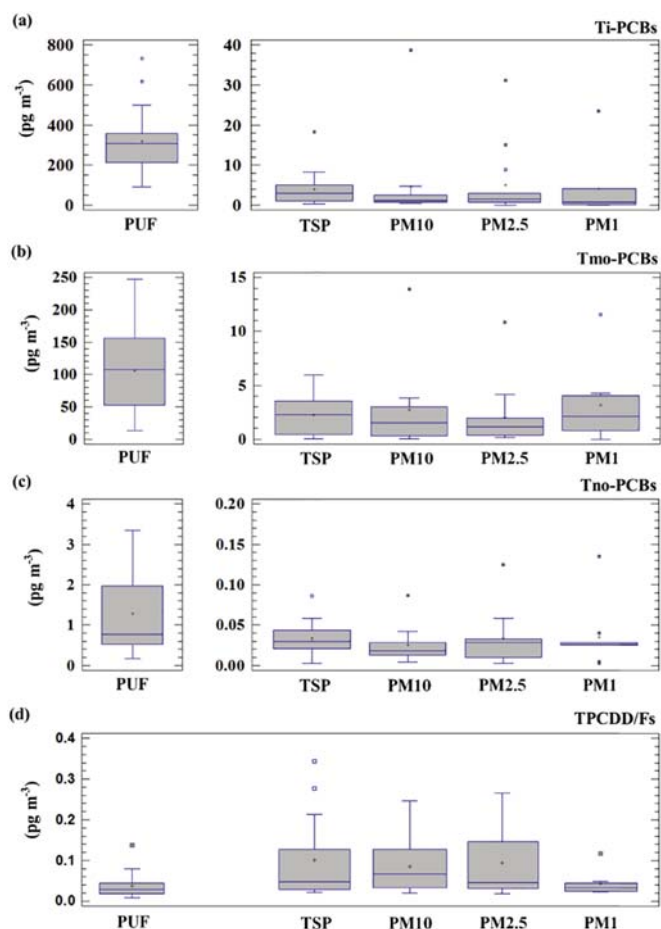 (a)
Ti-PCBs
800
600
400
200
0
(pg m⁻³)
PUF
40
30
20
10
0
TSP PM10 PM2.5 PM1
(b)
Tmo-PCBs
250
200
150
100
50
0
(pg m⁻³)
PUF
15
10
5
0
TSP PM10 PM2.5 PM1
(c)
Tno-PCBs
4
3
2
1
0
(pg m⁻³)
PUF
0.20
0.15
0.10
0.05
0.00
TSP PM10 PM2.5 PM1
(d)
TPCDD/Fs
0.4
0.3
0.2
0.1
0.0
(pg m⁻³)
PUF TSP PM10 PM2.5 PM1